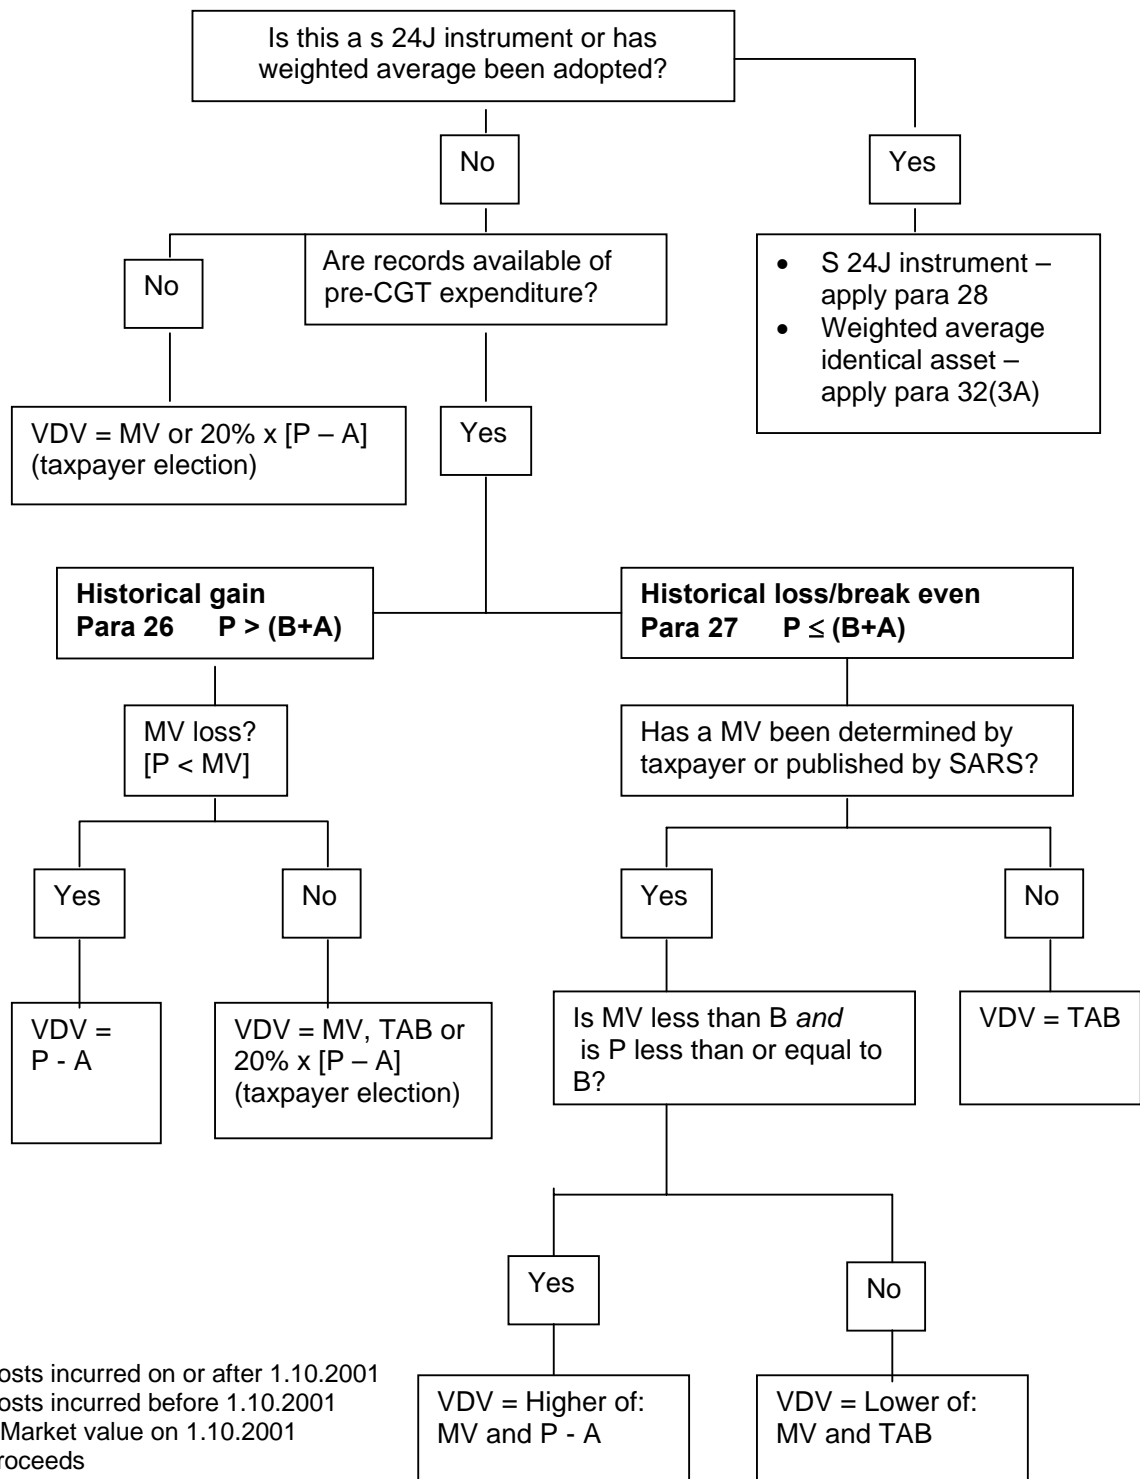 Is this a s 24J instrument or has
weighted average been adopted?
No
Yes
Are records available of
pre-CGT expenditure?
No
• S 24J instrument –
apply para 28
• Weighted average
identical asset –
apply para 32(3A)
VDV = MV or 20% x [P – A]
(taxpayer election)
Yes
Historical gain
Para 26 P > (B+A)
Historical loss/break even
Para 27 P ≤ (B+A)
MV loss?
[P < MV]
Has a MV been determined by
taxpayer or published by SARS?
Yes
No
Yes
No
VDV =
P - A
VDV = MV, TAB or
20% x [P – A]
(taxpayer election)
Is MV less than B and
is P less than or equal to
B?
VDV = TAB
Yes
No
osts incurred on or after 1.10.2001
osts incurred before 1.10.2001
Market value on 1.10.2001
roceeds
VDV = Higher of:
MV and P - A
VDV = Lower of:
MV and TAB